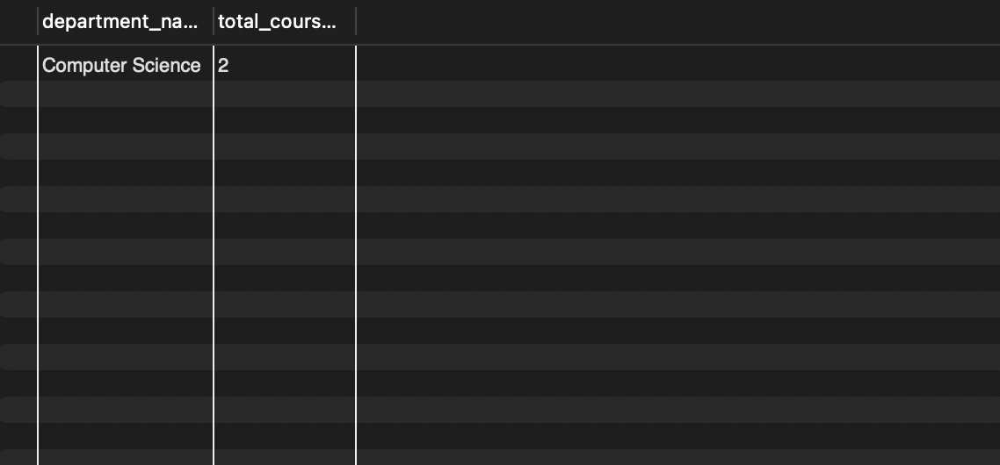 department_na... total_cours...
Computer Science 2